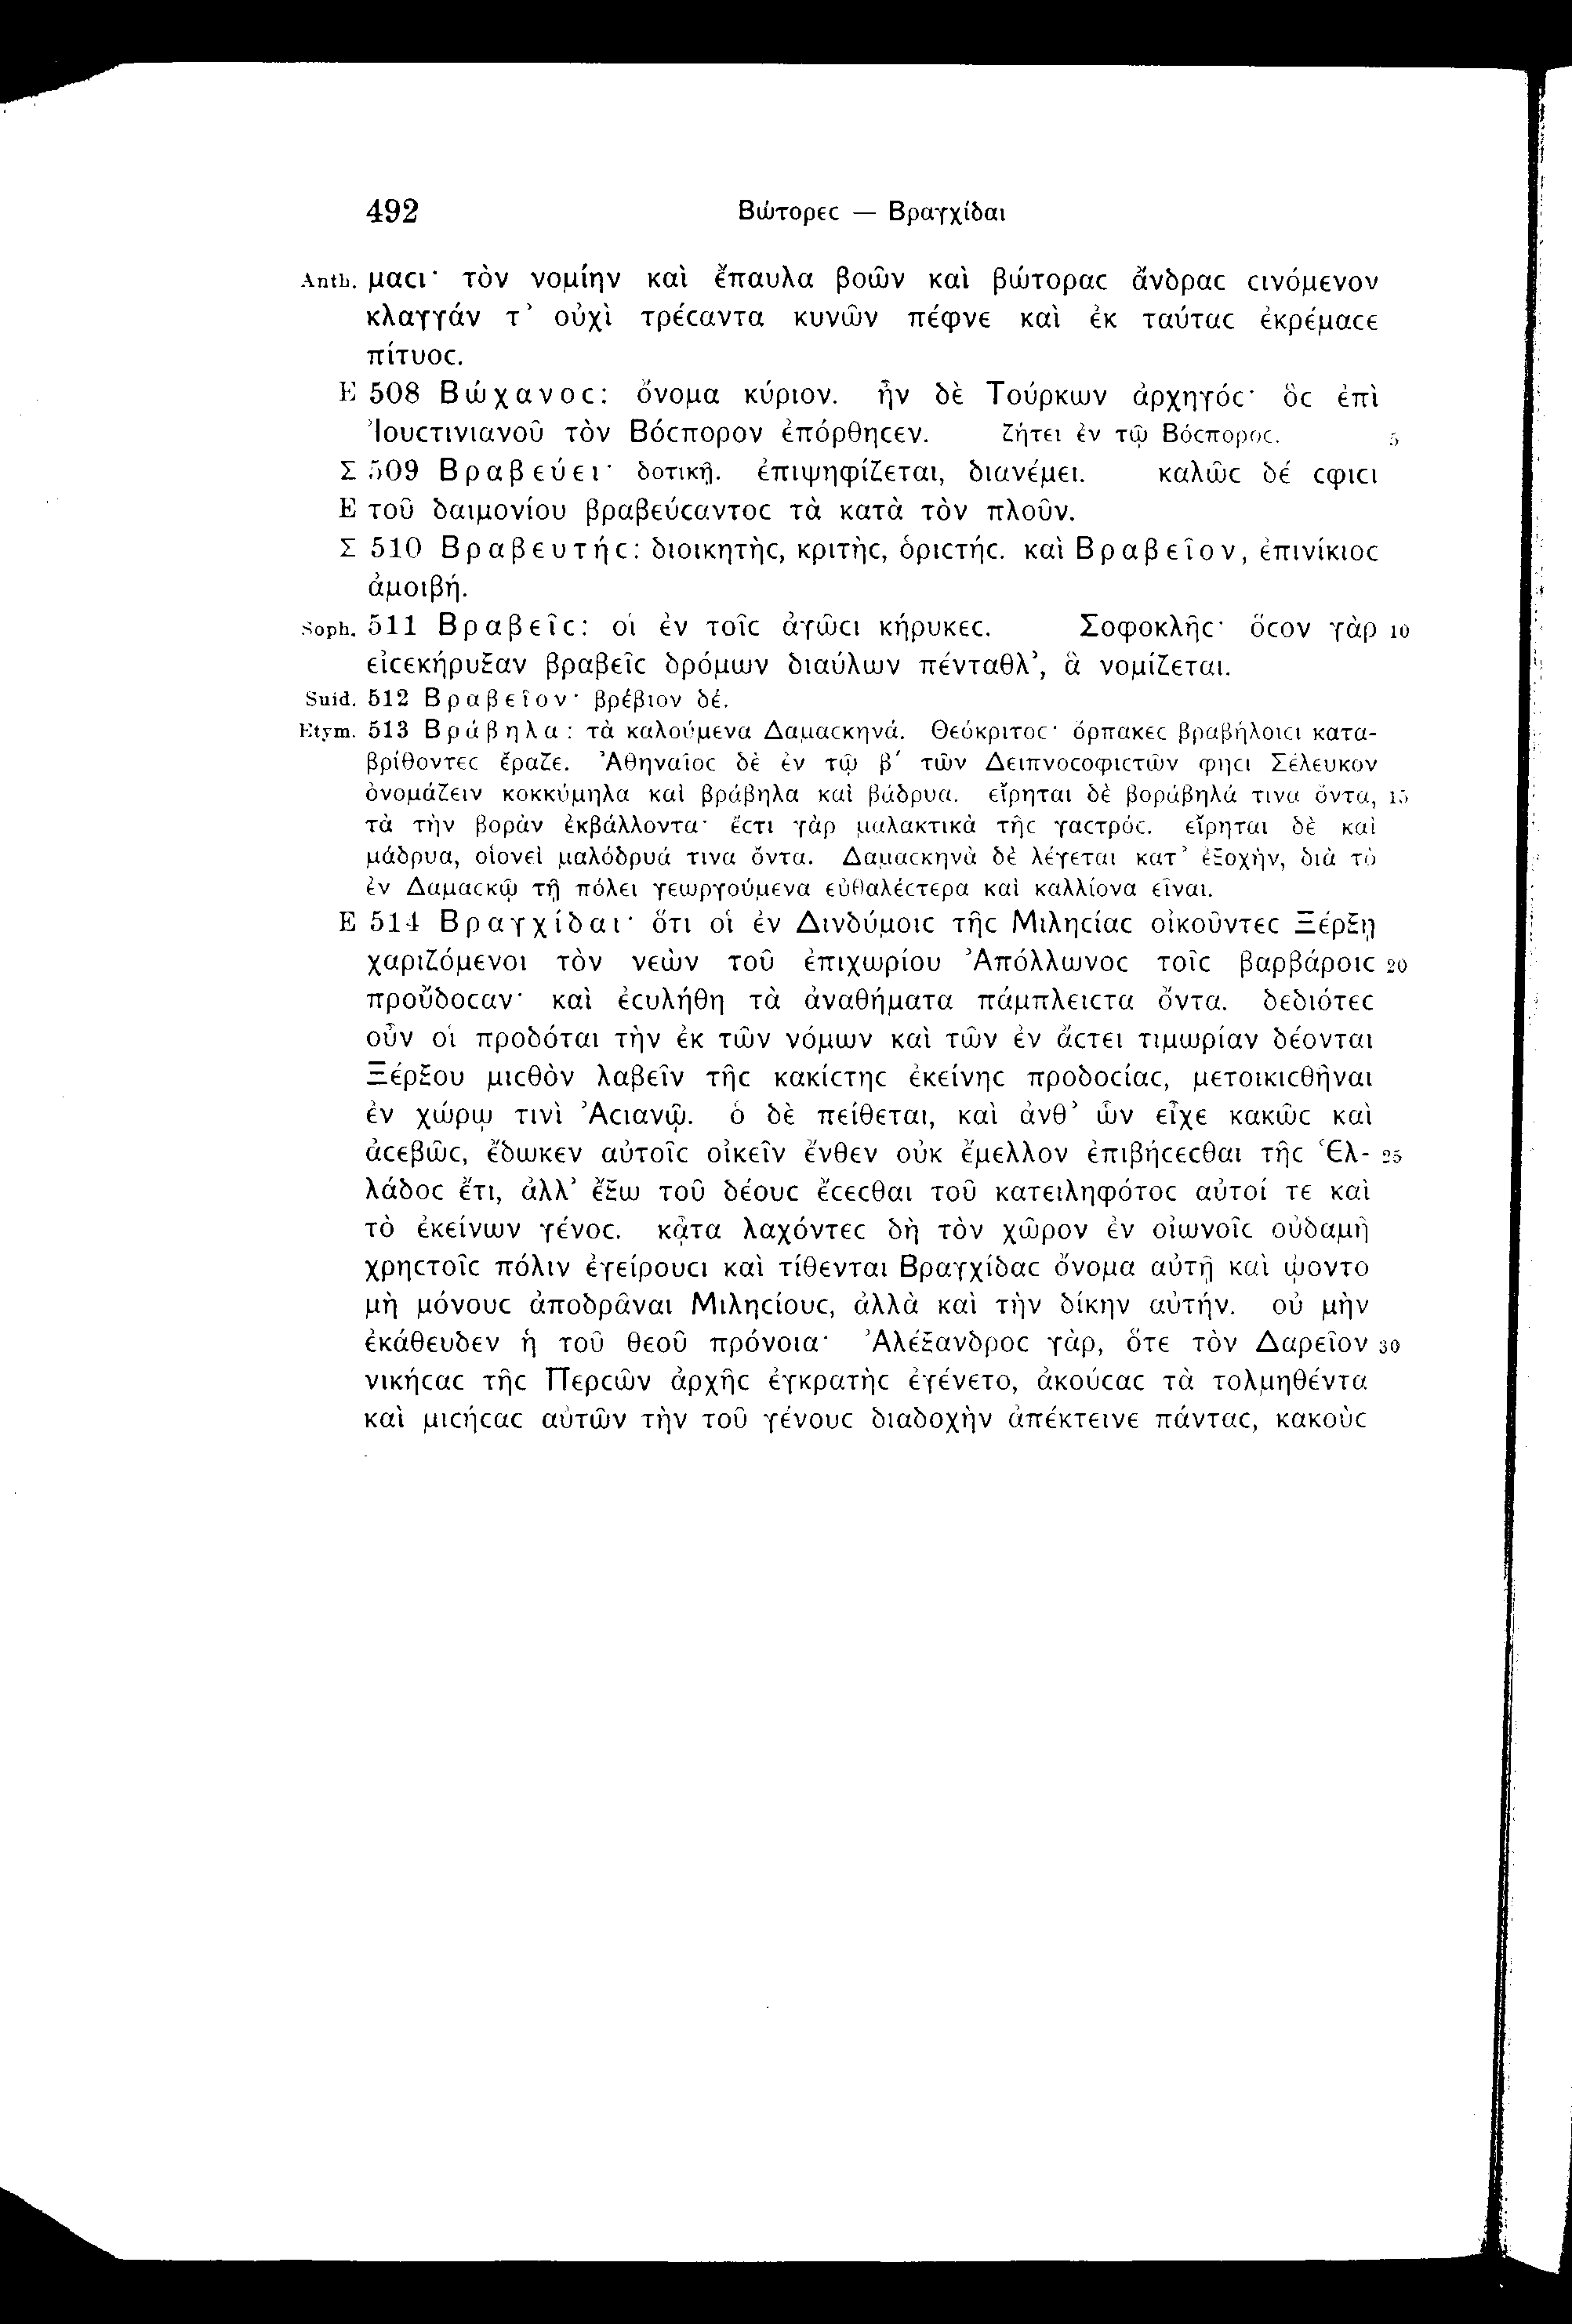 492 Βώτορεϲ — Βραγχίδαι
Anth. μαϲι· τὸν νομίην καὶ ἔπαυλα βοῶν καὶ βώτοραϲ ἄνδραϲ ϲινόμενον
κλαγγάν τ’ οὐχὶ τρέϲαντα κυνῶν πέφνε καὶ ἐκ ταύταϲ ἐκρέμαϲε
πίτυοϲ.
E 508 Βώχανοϲ: ὄνομα κύριον. ἦν δὲ Τούρκων ἀρχηγόϲ· ὃϲ ἐπὶ
Ἰουϲτινιανοῦ τὸν Βόϲπορον ἐπόρθηϲεν. ζήτει ἐν τῷ Βόϲποροϲ. 5
Σ 509 Βραβεύει· δοτικῇ. ἐπιψηφίζεται, διανέμει. καλῶϲ δέ ϲφιϲι
E τοῦ δαιμονίου βραβεύϲαντοϲ τὰ κατὰ τὸν πλοῦν.
Σ 510 Βραβευτήϲ: διοικητὴϲ, κριτὴϲ, ὁριϲτήϲ. καὶ Βραβεῖον, ἐπινίκιοϲ
ἀμοιβή.
Soph. 511 Βραβεῖϲ: οἱ ἐν τοῖϲ ἀγῶϲι κήρυκεϲ. Σοφοκλῆϲ· ὅϲον γὰρ 10
εἰϲεκήρυξαν βραβεῖϲ δρόμων διαύλων πένταθλ’, ἃ νομίζεται.
Suid. 512 Βραβεῖον· βρέβιον δέ.
Etym. 513 Βράβηλα: τὰ καλούμενα Δαμαϲκηνά. Θεόκριτοϲ· ὄρπακεϲ βραβήλοιϲι κατα-
βρίθοντεϲ ἔραζε. Ἀθηναῖοϲ δὲ ἐν τῷ β′ τῶν Δειπνοϲοφιϲτῶν φηϲι Σέλευκον
ὀνομάζειν κοκκύμηλα καὶ βράβηλα καὶ βάδρυα. εἴρηται δὲ βοράβηλά τινα ὄντα, 15
τὰ τὴν βορὰν ἐκβάλλοντα· ἔϲτι γὰρ μαλακτικὰ τῆϲ γαϲτρόϲ. εἴρηται δὲ καὶ
μάδρυα, οἱονεὶ μαλόδρυά τινα ὄντα. Δαμαϲκηνὰ δὲ λέγεται κατ’ ἐξοχὴν, διὰ τὸ
ἐν Δαμαϲκῷ τῇ πόλει γεωργούμενα εὐθαλέϲτερα καὶ καλλίονα εἶναι.
E 514 Βραγχίδαι· ὅτι οἱ ἐν Δινδύμοιϲ τῆϲ Μιληϲίαϲ οἰκοῦντεϲ Ξέρξῃ
χαριζόμενοι τὸν νεὼν τοῦ ἐπιχωρίου Ἀπόλλωνοϲ τοῖϲ βαρβάροιϲ 20
προὔδοϲαν· καὶ ἐϲυλήθη τὰ ἀναθήματα πάμπλειϲτα ὄντα. δεδιότεϲ
οὖν οἱ προδόται τὴν ἐκ τῶν νόμων καὶ τῶν ἐν ἄϲτει τιμωρίαν δέονται
Ξέρξου μιϲθὸν λαβεῖν τῆϲ κακίϲτηϲ ἐκείνηϲ προδοϲίαϲ, μετοικιϲθῆναι
ἐν χώρῳ τινὶ Ἀϲιανῷ. ὁ δὲ πείθεται, καὶ ἀνθ’ ὧν εἶχε κακῶϲ καὶ
ἀϲεβῶϲ, ἔδωκεν αὐτοῖϲ οἰκεῖν ἔνθεν οὐκ ἔμελλον ἐπιβήϲεϲθαι τῆϲ Ἑλ- 25
λάδοϲ ἔτι, ἀλλ’ ἔξω τοῦ δέουϲ ἔϲεϲθαι τοῦ κατειληφότοϲ αὐτοί τε καὶ
τὸ ἐκείνων γένοϲ. κᾆτα λαχόντεϲ δὴ τὸν χῶρον ἐν οἰωνοῖϲ οὐδαμῆ
χρηϲτοῖϲ πόλιν ἐγείρουϲι καὶ τίθενται Βραγχίδαϲ ὄνομα αὐτῇ καὶ ᾤοντο
μὴ μόνουϲ ἀποδρᾶναι Μιληϲίουϲ, ἀλλὰ καὶ τὴν δίκην αὐτήν. οὐ μὴν
ἐκάθευδεν ἡ τοῦ θεοῦ πρόνοια· Ἀλέξανδροϲ γὰρ, ὅτε τὸν Δαρεῖον 30
νικήϲαϲ τῆϲ Περϲῶν ἀρχῆϲ ἐγκρατὴϲ ἐγένετο, ἀκούϲαϲ τὰ τολμηθέντα
καὶ μιϲήϲαϲ αὐτῶν τὴν τοῦ γένουϲ διαδοχὴν ἀπέκτεινε πάνταϲ, κακοὺϲ